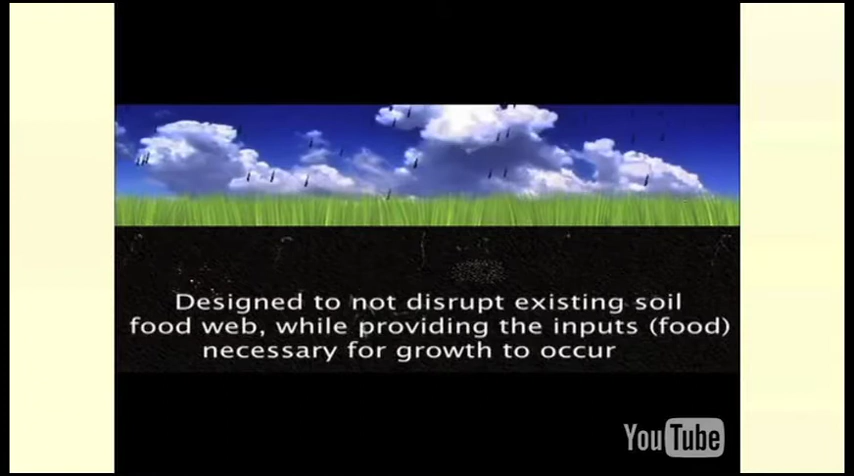 Designed to not disrupt existing soil
food web, while providing the inputs (food)
necessary for growth to occur
YouTube